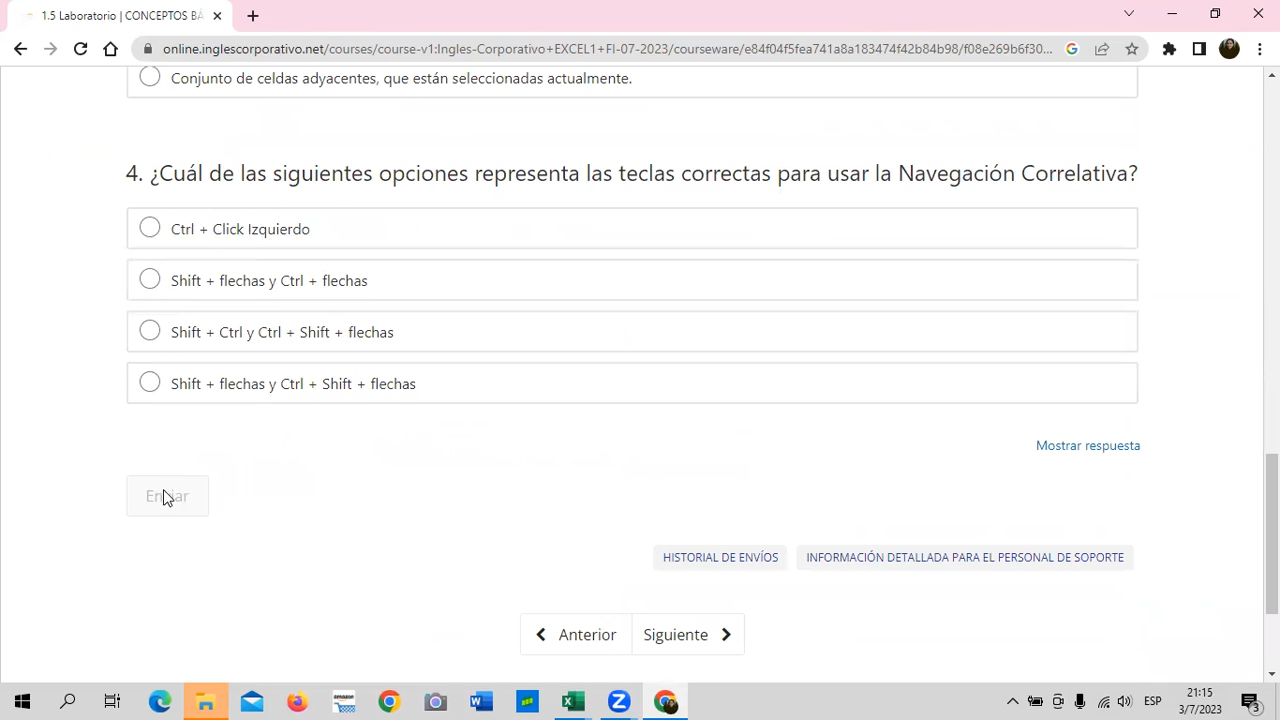 1.5 Laboratorio | CONCEPTOS BÁ
online.inglescorporativo.net/courses/course-v1:Ingles-Corporativo+EXCEL1+FI-07-2023/courseware/e84f04f5fea741a3a183474f42b84b98/f08e269b6f30...
Conjunto de celdas adyacentes, que están seleccionadas actualmente.
4. ¿Cuál de las siguientes opciones representa las teclas correctas para usar la Navegación Correlativa?
Ctrl + Click Izquierdo
Shift + flechas y Ctrl + flechas
Shift + Ctrl y Ctrl + Shift + flechas
Shift + flechas y Ctrl + Shift + flechas
Mostrar respuesta
Enviar
HISTORIAL DE ENVÍOS
INFORMACIÓN DETALLADA PARA EL PERSONAL DE SOPORTE
Anterior
Siguiente
ESP
21:15
3/7/2023
3